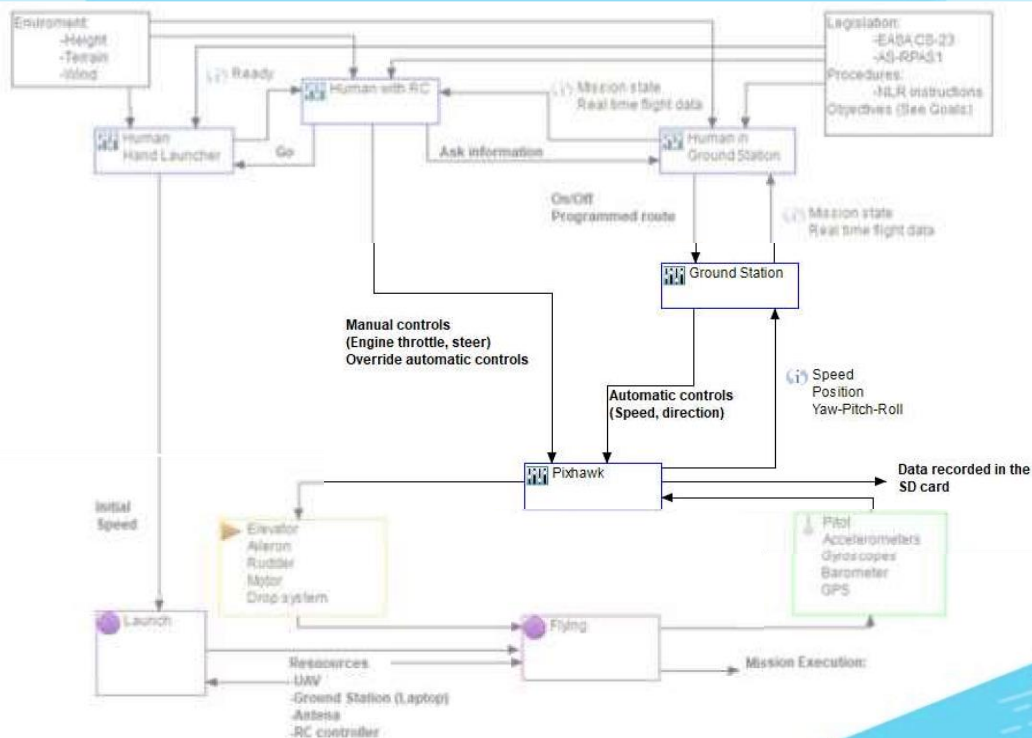 Enviroment:
-Height
-Terrain
-Wind
Legislation:
-EASA CS-23
-AS-RPAS1
Procedures:
-NLR instructions
Objectives (See Goals)
Ready
Human with RC
Mission state
Real time flight data
Human
Hand Launcher
Go
Ask information
Human in
Ground Station
On/Off
Programmed route
Mission state
Real time flight data
Ground Station
Manual controls
(Engine throttle, steer)
Override automatic controls
Automatic controls
(Speed, direction)
Speed
Position
Yaw-Pitch-Roll
Pixhawk
Data recorded in the
SD card
Initial
Speed
Elevator
Aileron
Rudder
Motor
Drop system
Pitot
Accelerometers
Gyroscopes
Barometer
GPS
Launch
Flying
Resources
-UAV
-Ground Station (Laptop)
-Antena
-RC controller
Mission Execution: